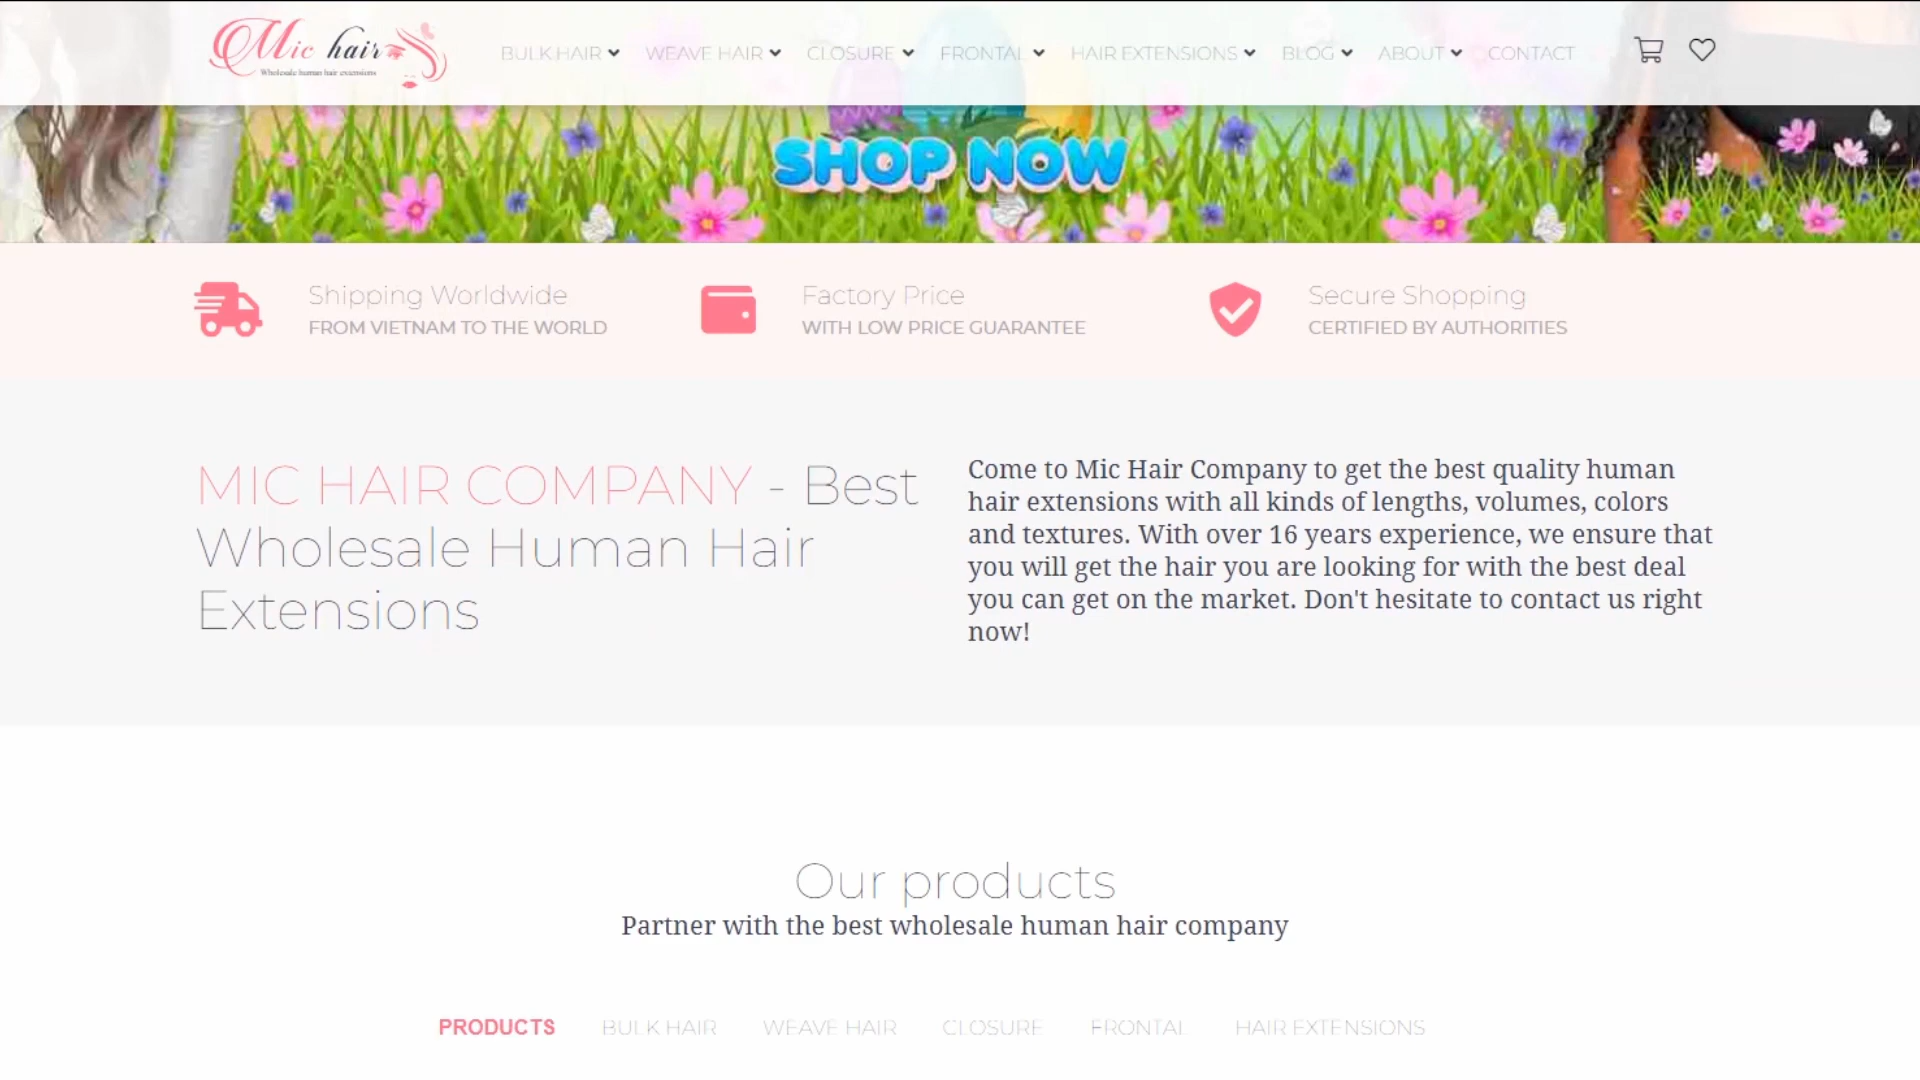 Mic hair
Wholesale human hair extensions
BULK HAIR
WEAVE HAIR
CLOSURE
FRONTAL
HAIR EXTENSIONS
BLOG
ABOUT
CONTACT
SHOP NOW
Shipping Worldwide
FROM VIETNAM TO THE WORLD
Factory Price
WITH LOW PRICE GUARANTEE
Secure Shopping
CERTIFIED BY AUTHORITIES
MIC HAIR COMPANY - Best
Wholesale Human Hair
Extensions
Come to Mic Hair Company to get the best quality human
hair extensions with all kinds of lengths, volumes, colors
and textures. With over 16 years experience, we ensure that
you will get the hair you are looking for with the best deal
you can get on the market. Don't hesitate to contact us right
now!
Our products
Partner with the best wholesale human hair company
PRODUCTS
BULK HAIR
WEAVE HAIR
CLOSURE
FRONTAL
HAIR EXTENSIONS